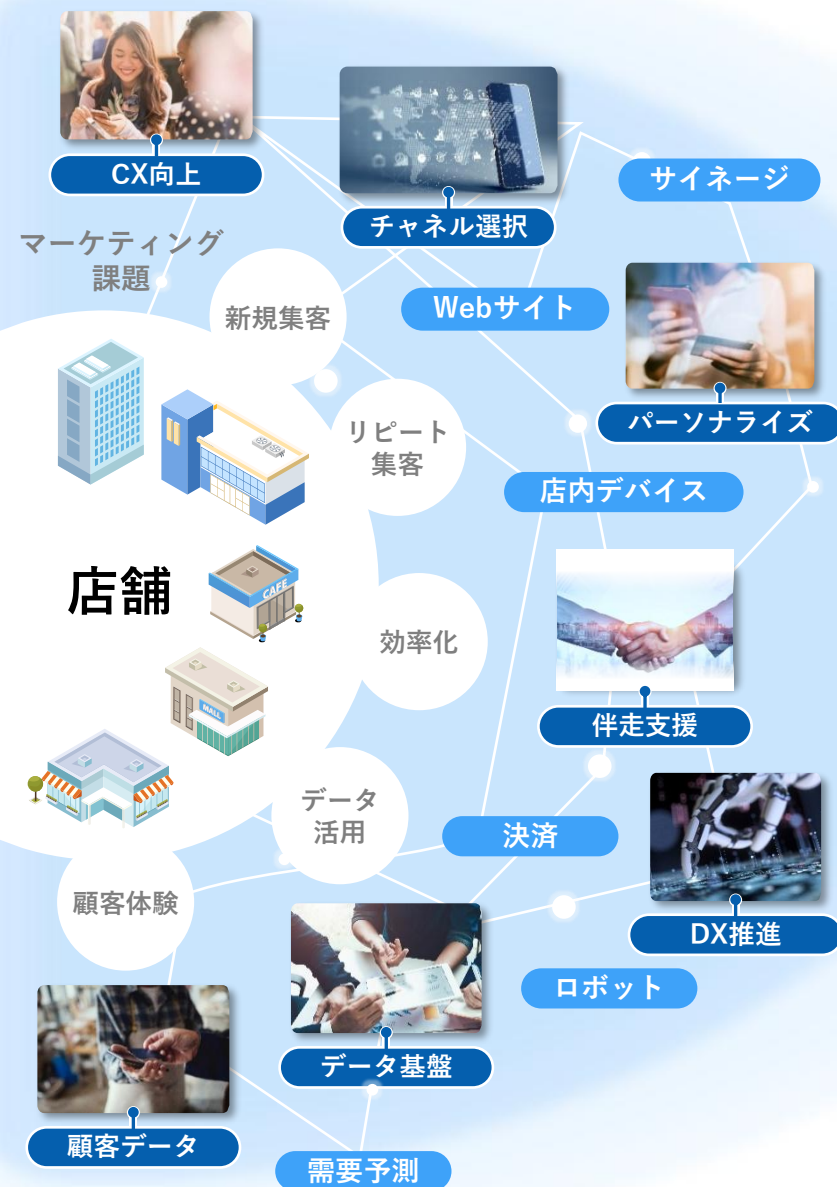 CX向上
チャネル選択
サイネージ
マーケティング
課題
新規集客
Webサイト
パーソナライズ
リピート
集客
店内デバイス
店舗
CAFE
効率化
MALL
伴走支援
データ
活用
決済
顧客体験
DX推進
ロボット
データ基盤
顧客データ
需要予測